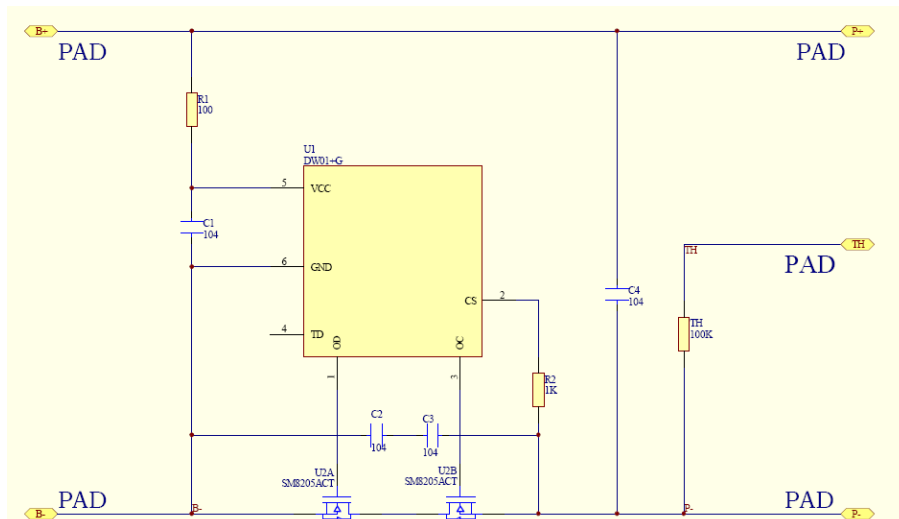 B+
P+
PAD
PAD
R1
100
U1
DW01+G
5
VCC
C1
104
TH
TH
6
GND
PAD
2
CS
C4
104
4
TD
TH
100K
OD
OC
1
3
R2
1K
C2
C3
104
104
U2A
SM8205ACT
U2B
SM8205ACT
PAD
PAD
B-
B-
P-
P-